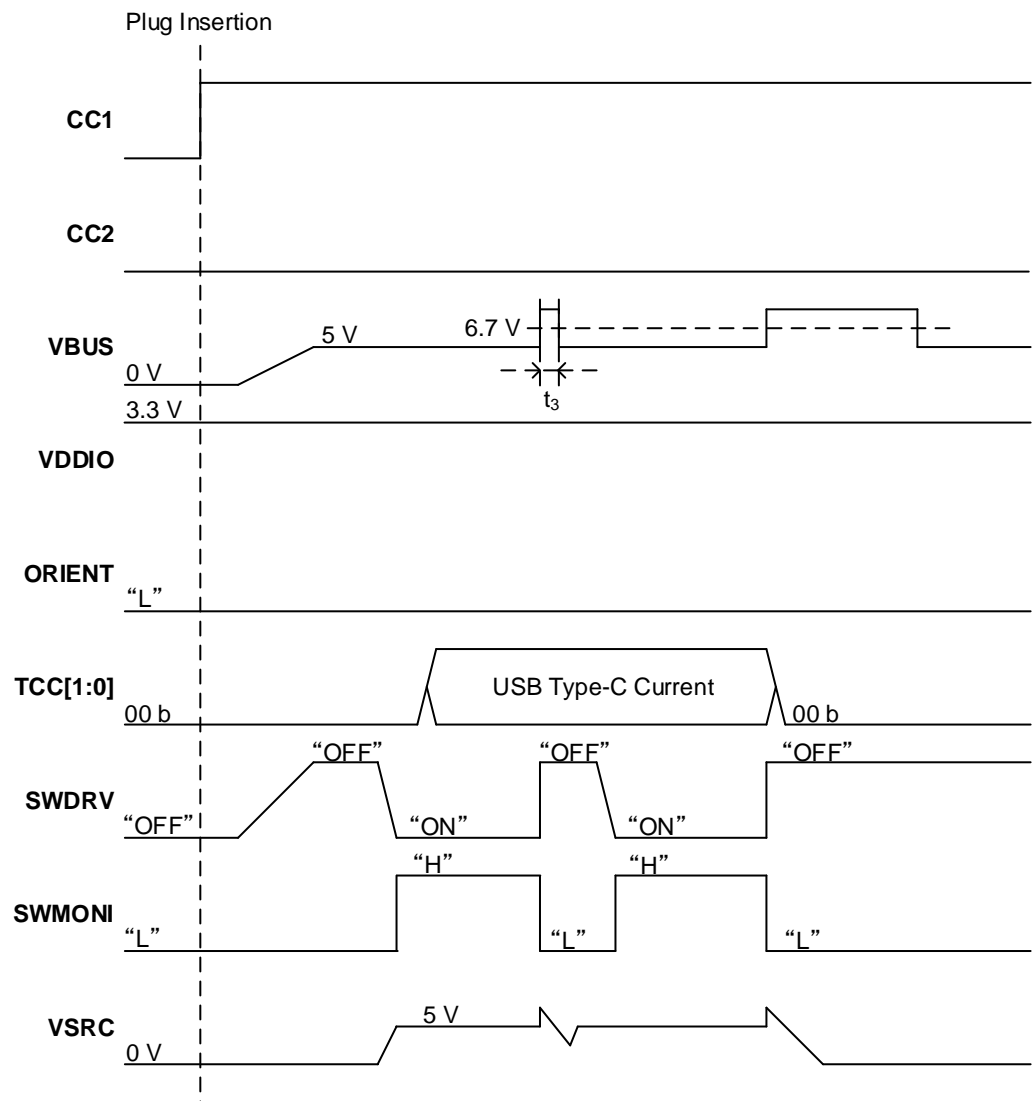 Plug Insertion
CC1
CC2
VBUS
0 V
5 V
6.7 V
t₃
3.3 V
VDDIO
ORIENT
“L”
TCC[1:0]
00 b
USB Type-C Current
00 b
SWDRV
“OFF”
“OFF”
“ON”
“OFF”
“ON”
“OFF”
SWMONI
“L”
“H”
“L”
“H”
“L”
VSRC
0 V
5 V